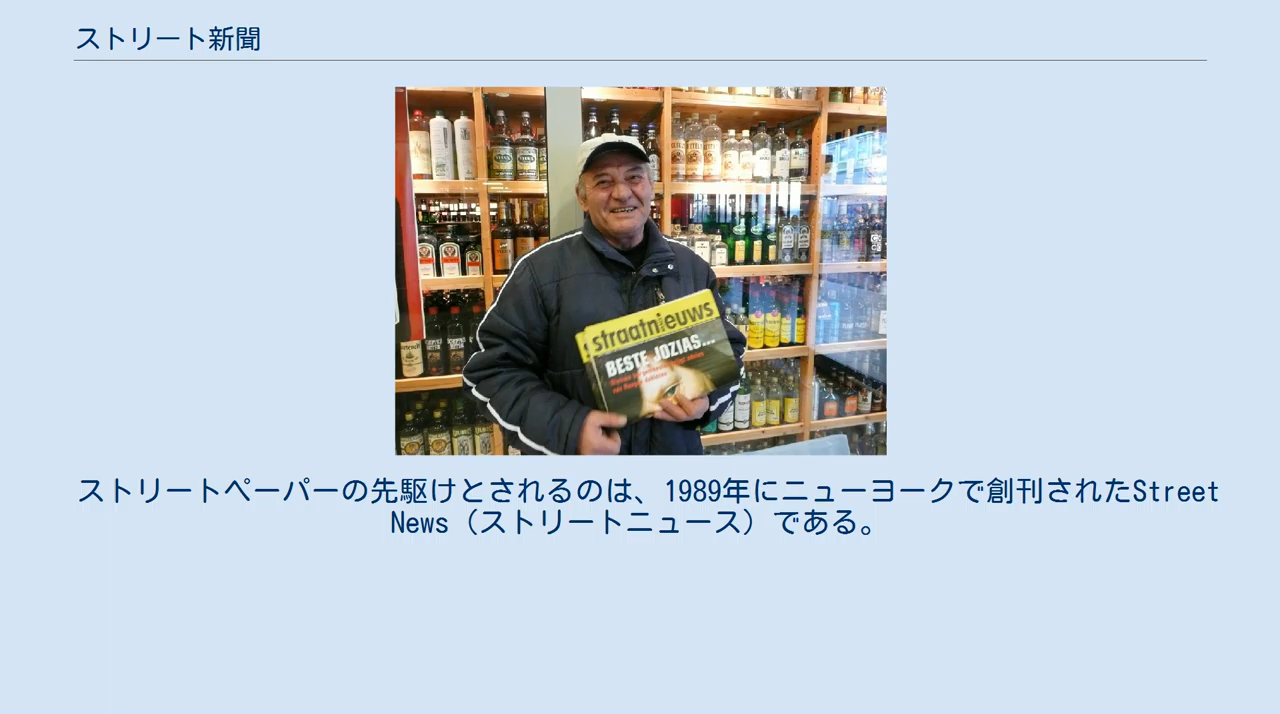 ストリート新聞
straatnieuws
BESTE JOZIAS...
ストリートペーパーの先駆けとされるのは、1989年にニューヨークで創刊されたStreet
News（ストリートニュース）である。